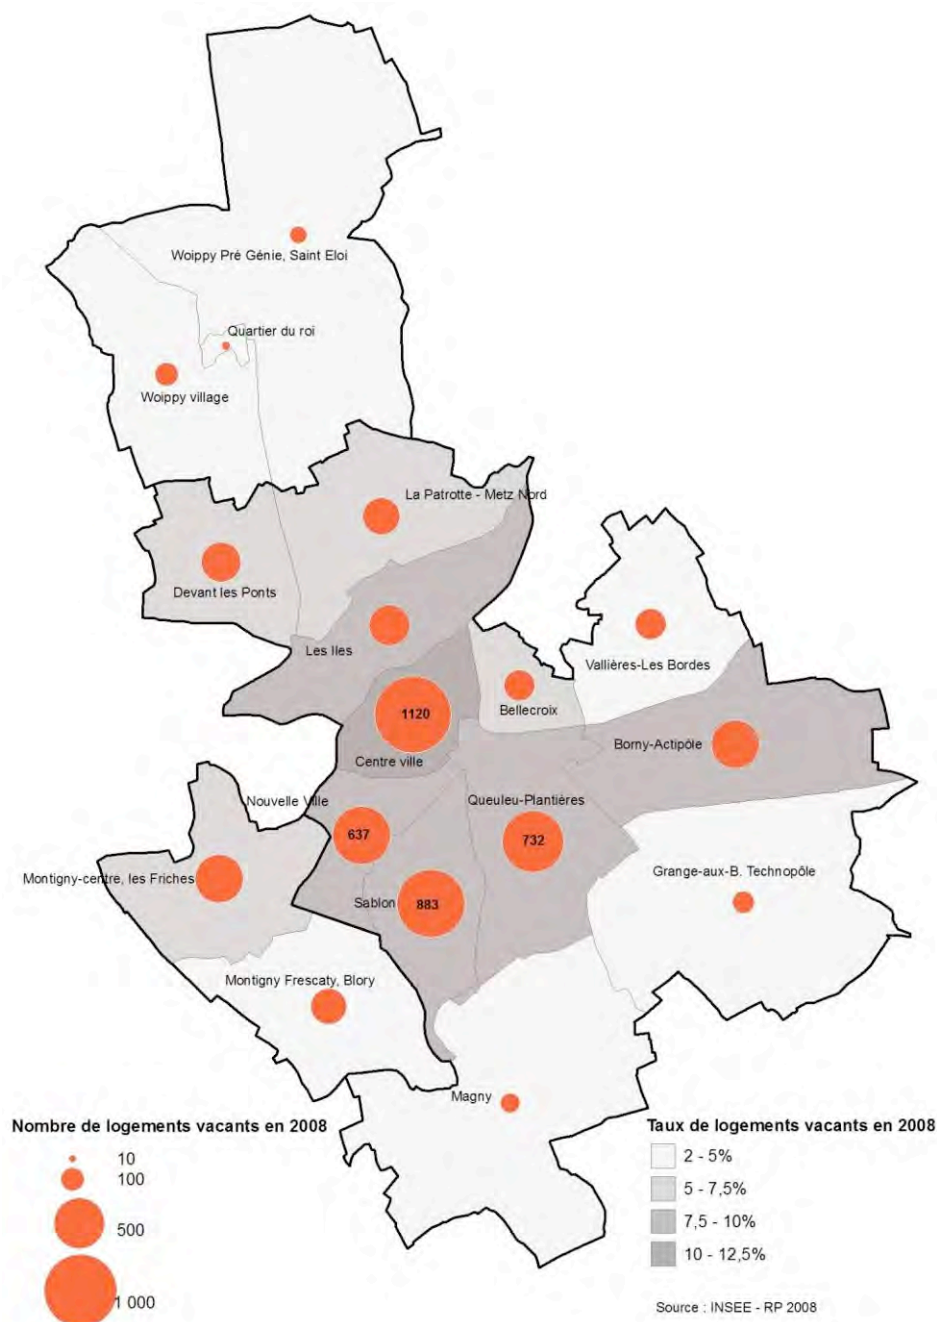 Woippy Pré Génie, Saint Eloi
Quartier du roi
Woippy village
La Patrotte - Metz Nord
Devant les Ponts
Les Iles
Vallières-Les Bordes
Bellecroix
1120
Borny-Actipôle
Centre ville
Nouvelle Ville
Queuleu-Plantières
637
732
Montigny-centre, les Friches
Grange-aux-B. Technopôle
Sablon
883
Montigny Frescaty, Blory
Magny
Nombre de logements vacants en 2008
10
100
500
1 000
Taux de logements vacants en 2008
2 - 5%
5 - 7,5%
7,5 - 10%
10 - 12,5%
Source : INSEE - RP 2008